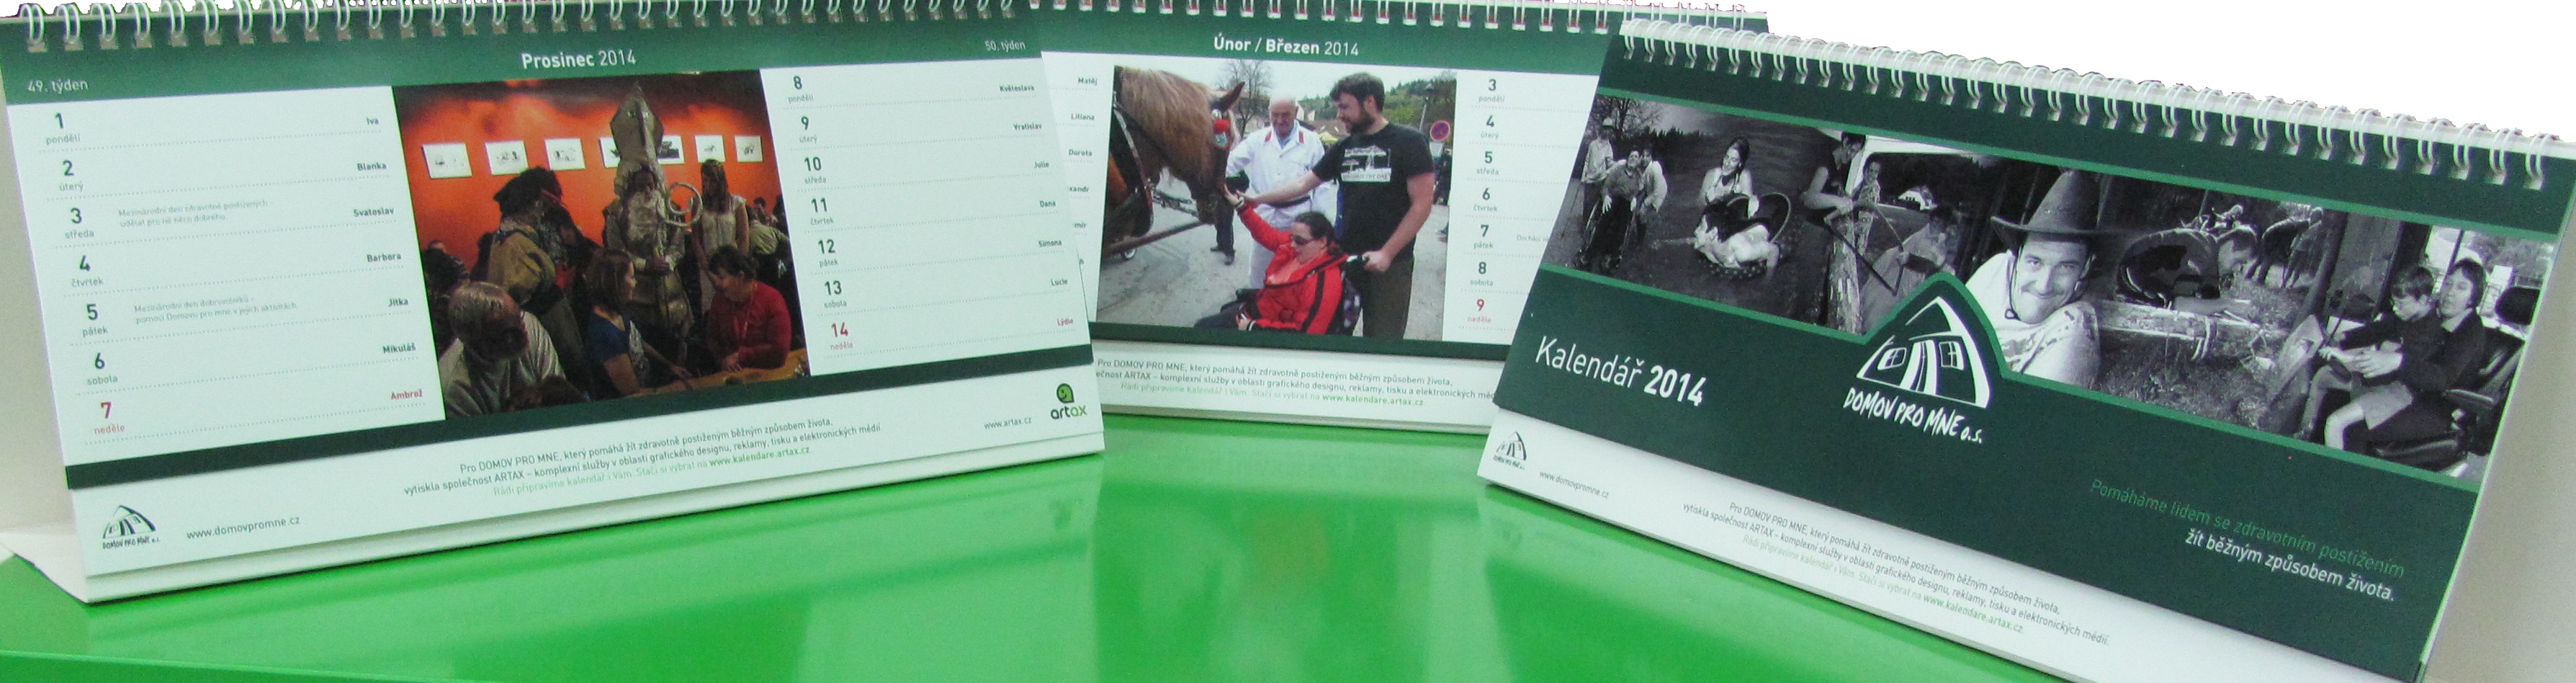 Prosinec 2014
49. týden
50. týden
1
pondělí
Iva
2
úterý
Blanka
3
středa
Mezinárodní den zdravotně postižených -
udělat pro ně něco dobrého.
Svatoslav
4
čtvrtek
Barbora
5
pátek
Mezinárodní den dobrovolníků -
pomoci Domovu pro mne v jejich aktivitách.
Jitka
6
sobota
Mikuláš
7
neděle
Ambrož
8
pondělí
Květoslava
9
úterý
Vratislav
10
středa
Julie
11
čtvrtek
Dana
12
pátek
Simona
13
sobota
Lucie
14
neděle
Lýdie
Pro DOMOV PRO MNE, který pomáhá žít zdravotně postiženým běžným způsobem života,
vytiskla společnost ARTAX – komplexní služby v oblasti grafického designu, reklamy, tisku a elektronických médií.
Rádi připravíme kalendář i Vám. Stačí si vybrat na www.kalendare.artax.cz
www.artax.cz
artax
DOMOV PRO MNE o.s.
www.domovpromne.cz
Únor / Březen 2014
Matěj
Liliana
Dorota
xandr
mír
n
3
pondělí
4
úterý
5
středa
6
čtvrtek
7
pátek
8
sobota
9
neděle
Pro DOMOV PRO MNE, který pomáhá žít zdravotně postiženým běžným způsobem života,
ečnost ARTAX – komplexní služby v oblasti grafického designu, reklamy, tisku a elektronických méd
Rádi připravíme kalendář i Vám. Stačí si vybrat na www.kalendare.artax.cz
Kalendář 2014
DOMOV PRO MNE o.s.
Pomáháme lidem se zdravotním postižením
žít běžným způsobem života.
DOMOV PRO MNE o.s.
www.domovpromne.cz
Pro DOMOV PRO MNE, který pomáhá žít zdravotně postiženým běžným způsobem života,
vytiskla společnost ARTAX – komplexní služby v oblasti grafického designu, reklamy, tisku a elektronických médií.
Rádi připravíme kalendář i Vám. Stačí si vybrat na www.kalendare.artax.cz